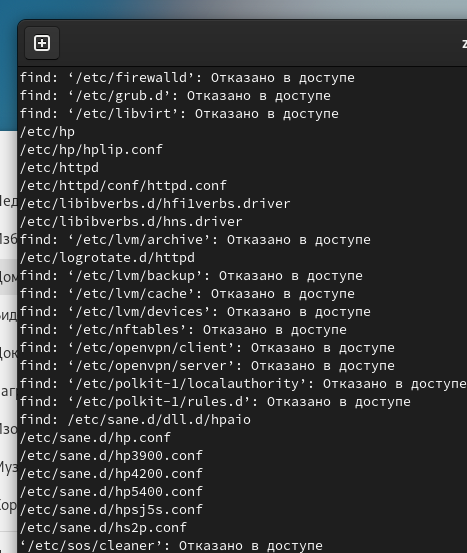 z
find: ‘/etc/firewalld’: Отказано в доступе
find: ‘/etc/grub.d’: Отказано в доступе
find: ‘/etc/libvirt’: Отказано в доступе
/etc/hp
/etc/hp/hplip.conf
/etc/httpd
/etc/httpd/conf/httpd.conf
/etc/libibverbs.d/hfi1verbs.driver
/etc/libibverbs.d/hns.driver
find: ‘/etc/lvm/archive’: Отказано в доступе
/etc/logrotate.d/httpd
find: ‘/etc/lvm/backup’: Отказано в доступе
find: ‘/etc/lvm/cache’: Отказано в доступе
find: ‘/etc/lvm/devices’: Отказано в доступе
find: ‘/etc/nftables’: Отказано в доступе
find: ‘/etc/openvpn/client’: Отказано в доступе
find: ‘/etc/openvpn/server’: Отказано в доступе
find: ‘/etc/polkit-1/localauthority’: Отказано в доступе
find: ‘/etc/polkit-1/rules.d’: Отказано в доступе
find: /etc/sane.d/dll.d/hpaio
/etc/sane.d/hp.conf
/etc/sane.d/hp3900.conf
/etc/sane.d/hp4200.conf
/etc/sane.d/hp5400.conf
/etc/sane.d/hpsj5s.conf
/etc/sane.d/hs2p.conf
‘/etc/sos/cleaner’: Отказано в доступе